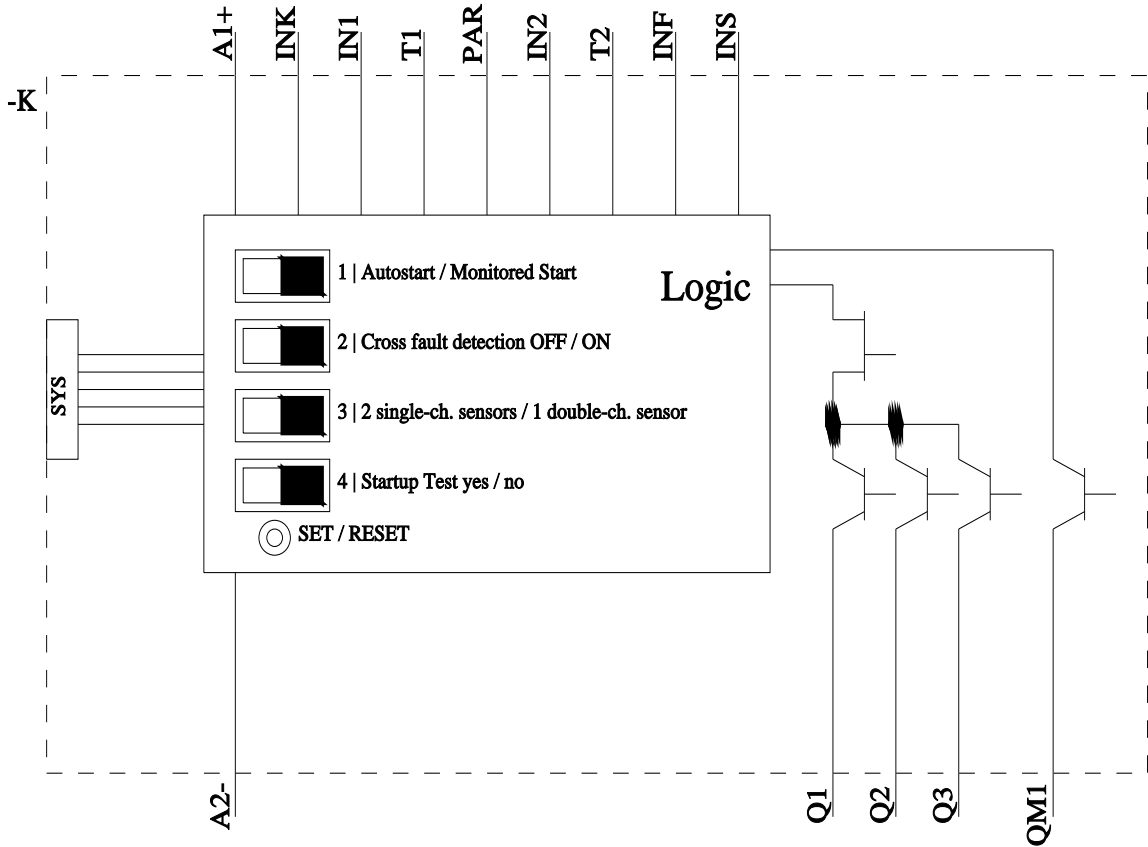 A1+
INK
IN1
T1
PAR
IN2
T2
INF
INS
-K
1 | Autostart / Monitored Start
Logic
2 | Cross fault detection OFF / ON
SYS
3 | 2 single-ch. sensors / 1 double-ch. sensor
4 | Startup Test yes / no
SET / RESET
A2-
Q1
Q2
Q3
QM1